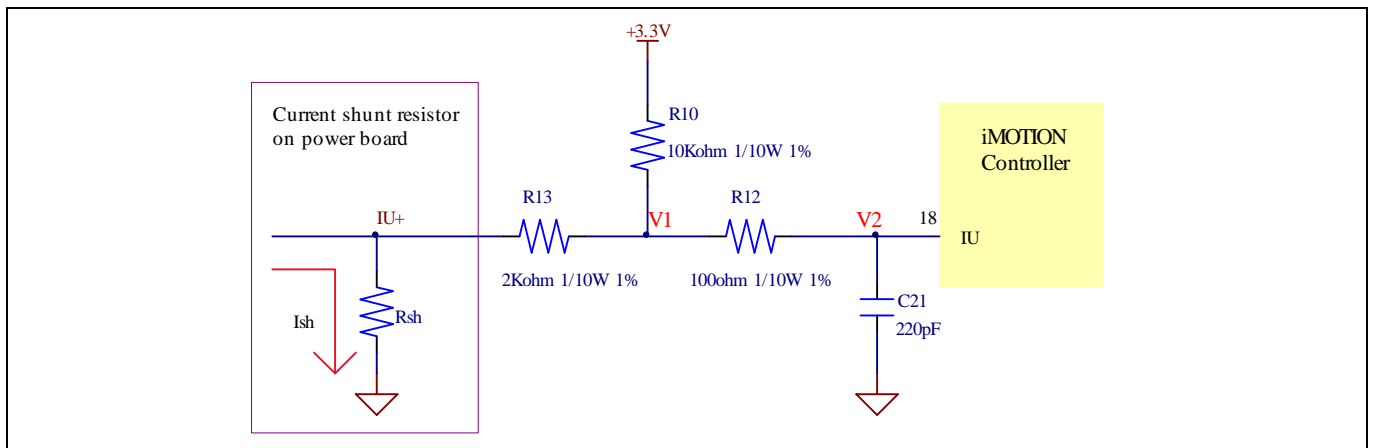 +3.3V
Current shunt resistor
on power board
R10
10Kohm 1/10W 1%
iMOTION
Controller
IU+
R13
V1
R12
V2
18
IU
2Kohm 1/10W 1%
100ohm 1/10W 1%
C21
220pF
Ish
Rsh